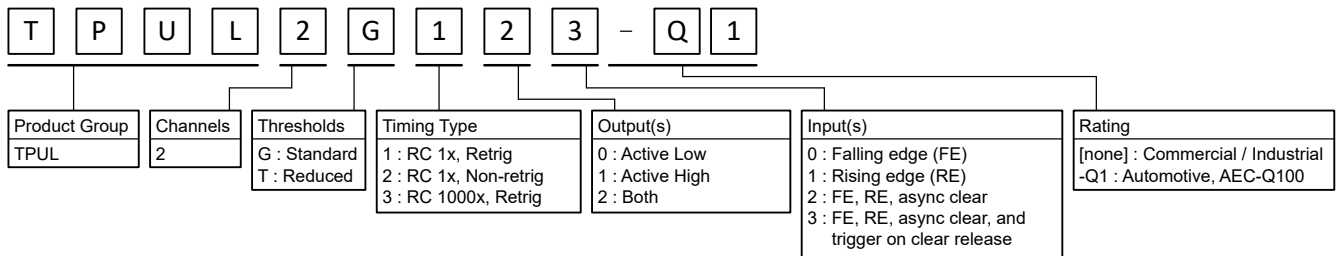 T P U L 2 G 1 2 3 - Q 1
Product Group
TPUL
Channels
2
Thresholds
G : Standard
T : Reduced
Timing Type
1 : RC 1x, Retrig
2 : RC 1x, Non-retrig
3 : RC 1000x, Retrig
Output(s)
0 : Active Low
1 : Active High
2 : Both
Input(s)
0 : Falling edge (FE)
1 : Rising edge (RE)
2 : FE, RE, async clear
3 : FE, RE, async clear, and
trigger on clear release
Rating
[none] : Commercial / Industrial
-Q1 : Automotive, AEC-Q100